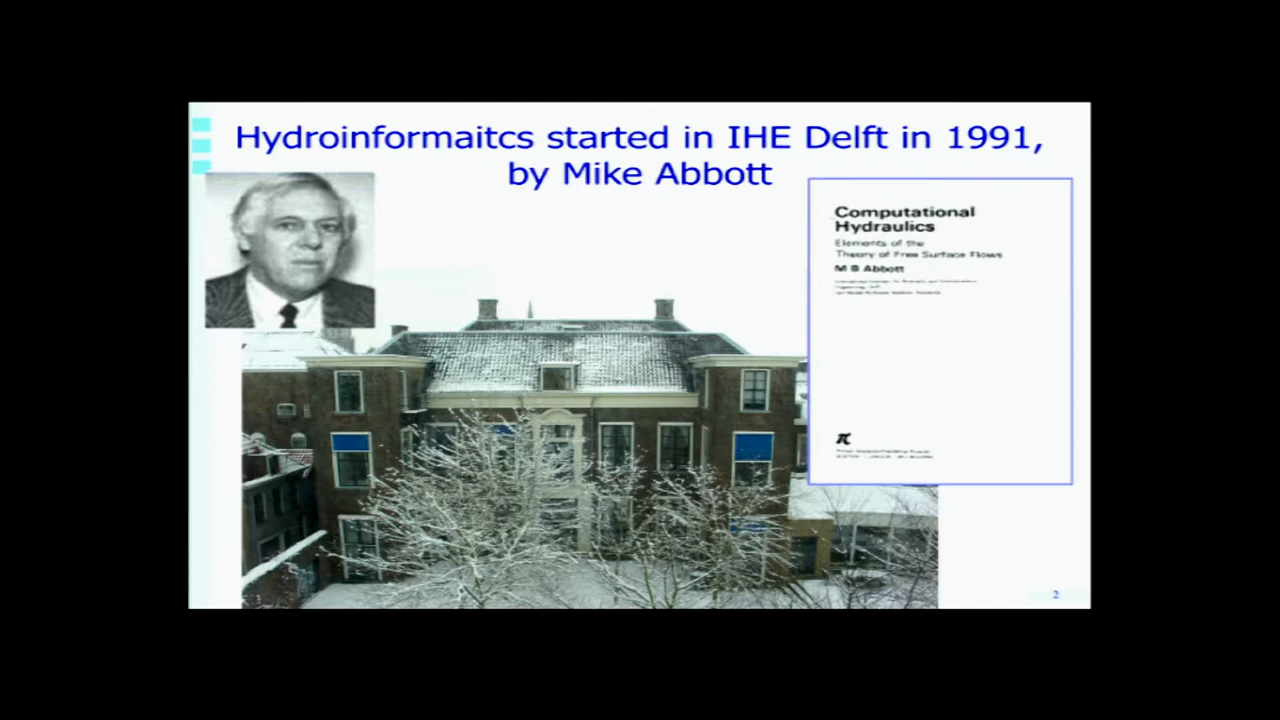 Hydroinformaitcs started in IHE Delft in 1991,
by Mike Abbott
Computational
Hydraulics
Elements of the
Theory of Free Surface Flows
M B Abbott
2